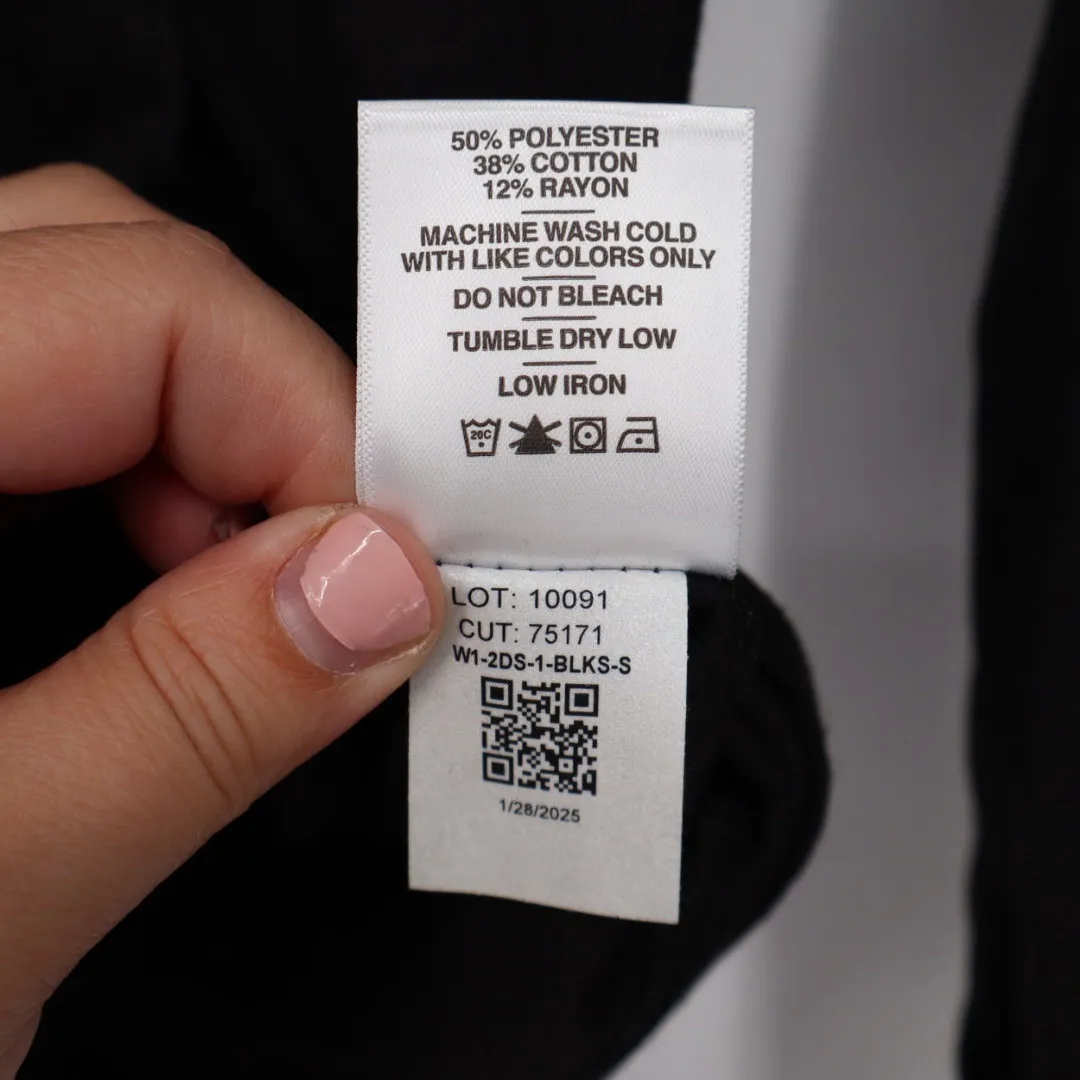 50% POLYESTER
38% COTTON
12% RAYON
MACHINE WASH COLD
WITH LIKE COLORS ONLY
DO NOT BLEACH
TUMBLE DRY LOW
LOW IRON
20C
LOT: 10091
CUT: 75171
W1-2DS-1-BLKS-S
1/28/2025